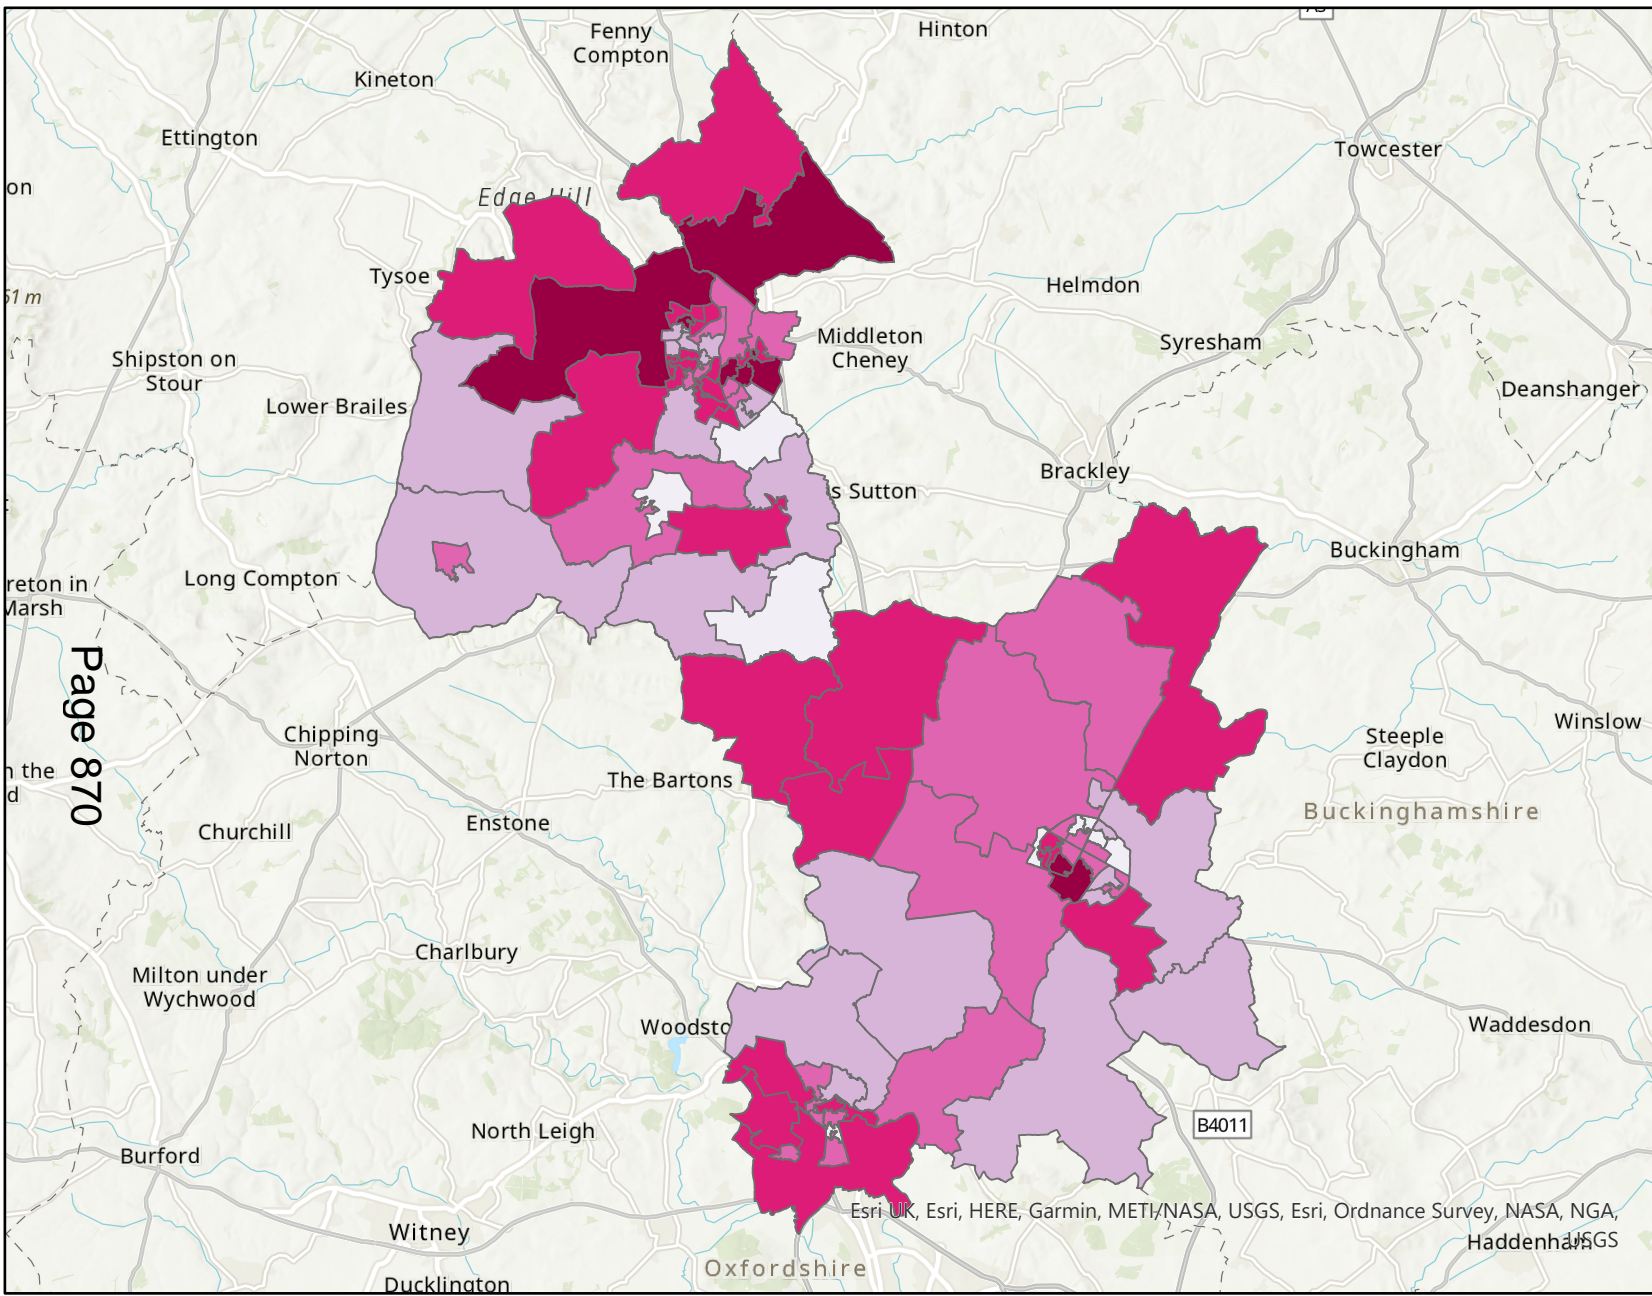 A5
Fenny
Compton
Hinton
Kineton
Ettington
Towcester
on
Edge Hill
Tysoe
Helmdon
51 m
Middleton
Cheney
Syresham
Shipston on
Stour
Deanshanger
Lower Brailes
Brackley
s Sutton
Buckingham
Long Compton
reton in
Marsh
Page 870
Chipping
Norton
Winslow
Steeple
Claydon
n the
d
The Bartons
Buckinghamshire
Churchill
Enstone
Charlbury
Milton under
Wychwood
Woodsto
Waddesdon
North Leigh
B4011
Burford
Esri UK, Esri, HERE, Garmin, METI/NASA, USGS, Esri, Ordnance Survey, NASA, NGA,
USGS
Witney
Haddenham
Oxfordshire
Ducklington